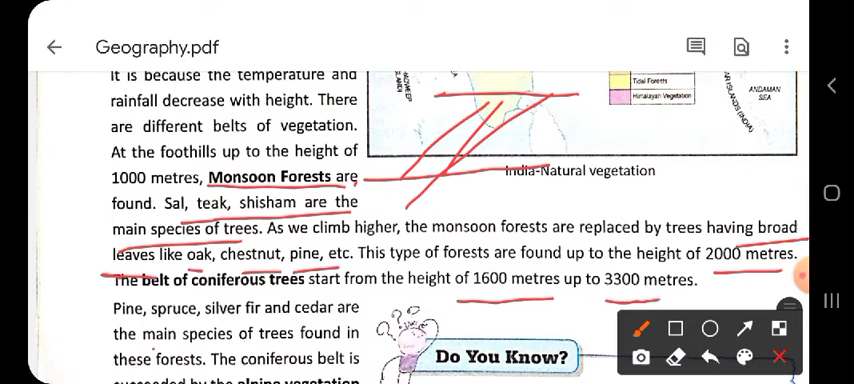 Geography.pdf
It is because the temperature and
rainfall decrease with height. There
are different belts of vegetation.
At the foothills up to the height of
1000 metres, Monsoon Forests are,
found. Sal, teak, shisham are the
main species of trees. As we climb higher, the monsoon forests are replaced by trees having broad
leaves like oak, chestnut, pine, etc. This type of forests are found up to the height of 2000 metres.
The belt of coniferous trees start from the height of 1600 metres up to 3300 metres.
Pine, spruce, silver fir and cedar are
the main species of trees found in
these forests. The coniferous belt is
succeeded by the alpine vegetation
Tidal Forests
Himalayan Vegetation
ANDAMAN
SEA
India-Natural vegetation
Do You Know?